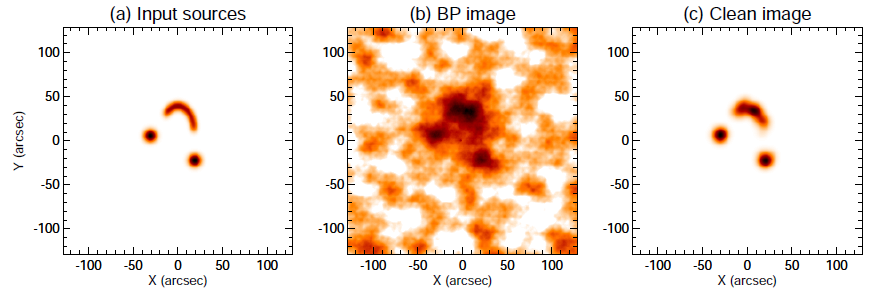 (a) Input sources (b) BP image (c) Clean image
100 100 100
50 50 50
0 0 0
-50 -50 -50
-100 -100 -100
Y (arcsec)
-100 -50 0 50 100 -100 -50 0 50 100 -100 -50 0 50 100
X (arcsec) X (arcsec) X (arcsec)